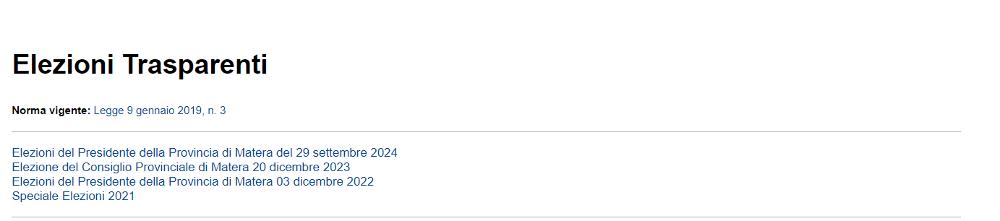 Elezioni Trasparenti
Norma vigente: Legge 9 gennaio 2019, n. 3
Elezioni del Presidente della Provincia di Matera del 29 settembre 2024
Elezione del Consiglio Provinciale di Matera 20 dicembre 2023
Elezioni del Presidente della Provincia di Matera 03 dicembre 2022
Speciale Elezioni 2021